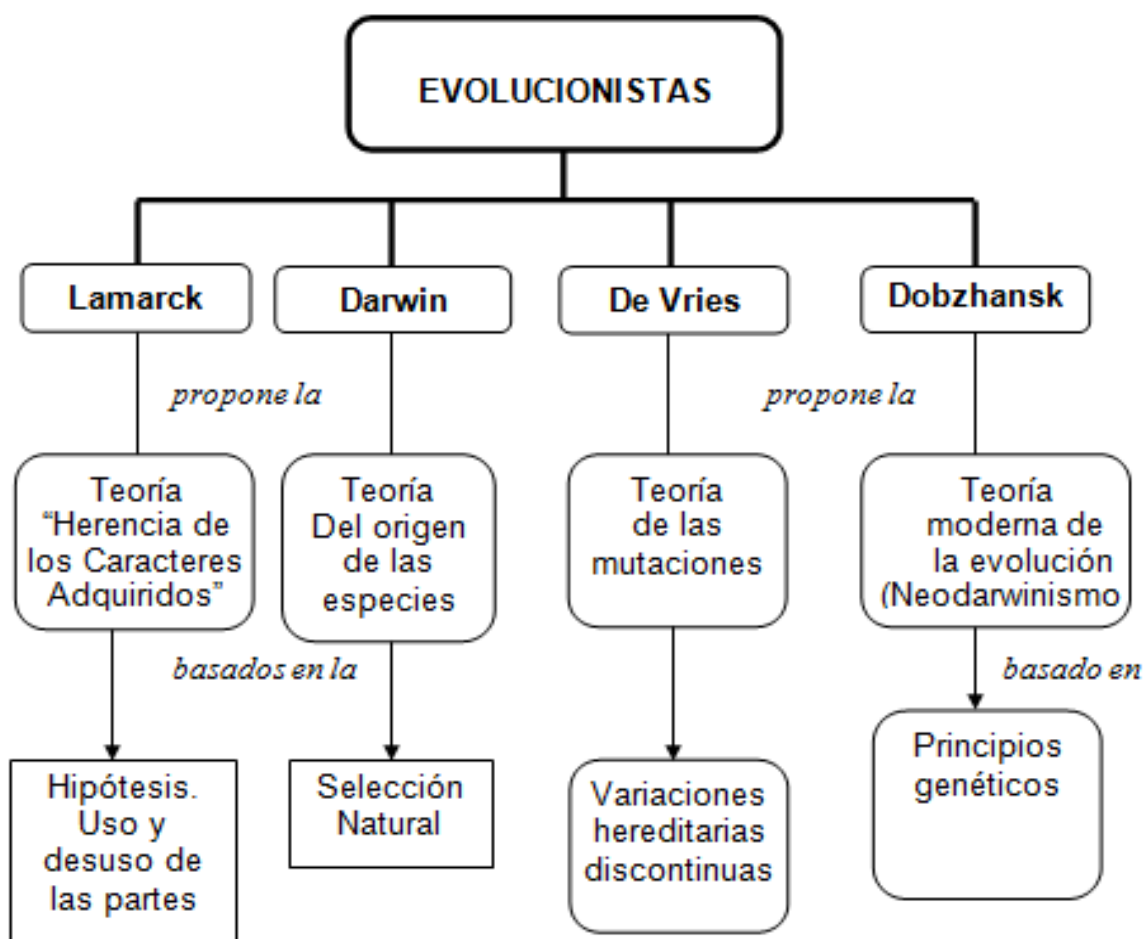 EVOLUCIONISTAS
Lamarck
Darwin
De Vries
Dobzhansk
propone la
propone la
Teoría
“Herencia de
los Caracteres
Adquiridos”
Teoría
Del origen
de las
especies
Teoría
de las
mutaciones
Teoría
moderna de
la evolución
(Neodarwinismo
basados en la
basado en
Hipótesis.
Uso y
desuso de
las partes
Selección
Natural
Variaciones
hereditarias
discontinuas
Principios
genéticos